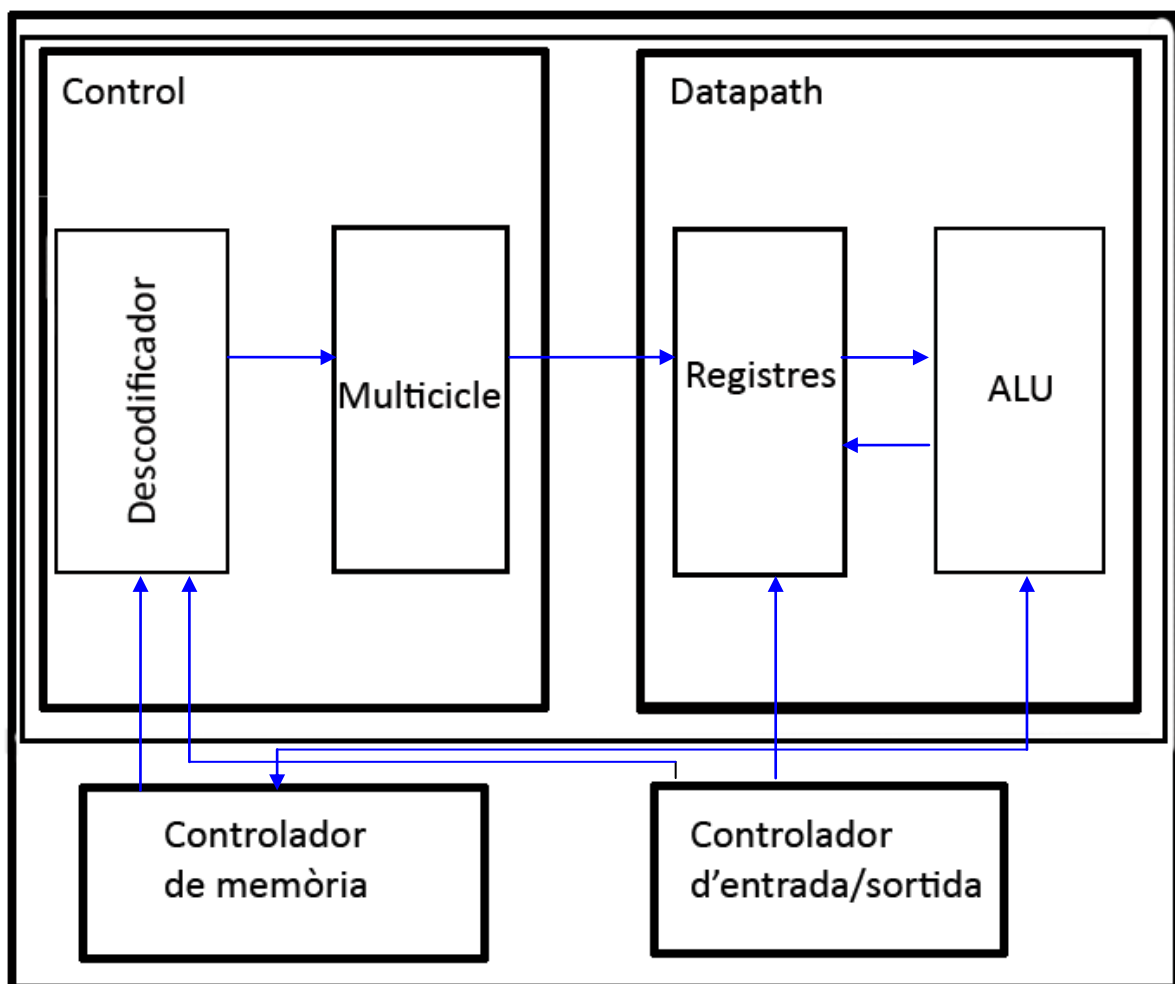 Control
Datapath
Descodificador
Multicicle
Registres
ALU
Controlador
de memòria
Controlador
d'entrada/sortida